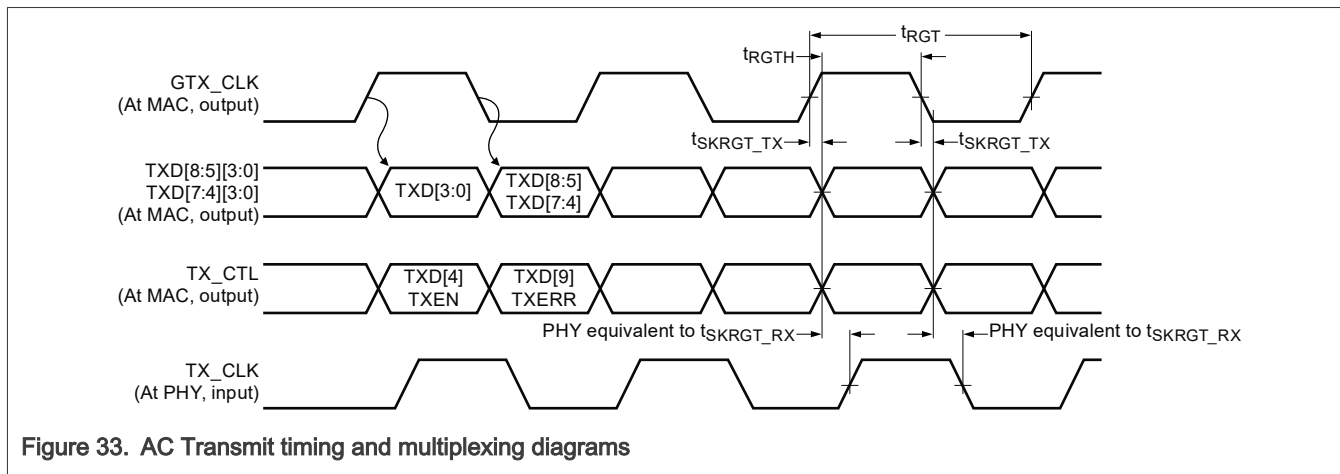 tRGT
tRGTH
GTX_CLK
(At MAC, output)
tSKRGT_TX
tSKRGT_TX
TXD[8:5][3:0]
TXD[7:4][3:0]
(At MAC, output)
TXD[3:0]
TXD[8:5]
TXD[7:4]
TX_CTL
(At MAC, output)
TXD[4]
TXEN
TXD[9]
TXERR
PHY equivalent to tSKRGT_RX
PHY equivalent to tSKRGT_RX
TX_CLK
(At PHY, input)
Figure 33. AC Transmit timing and multiplexing diagrams